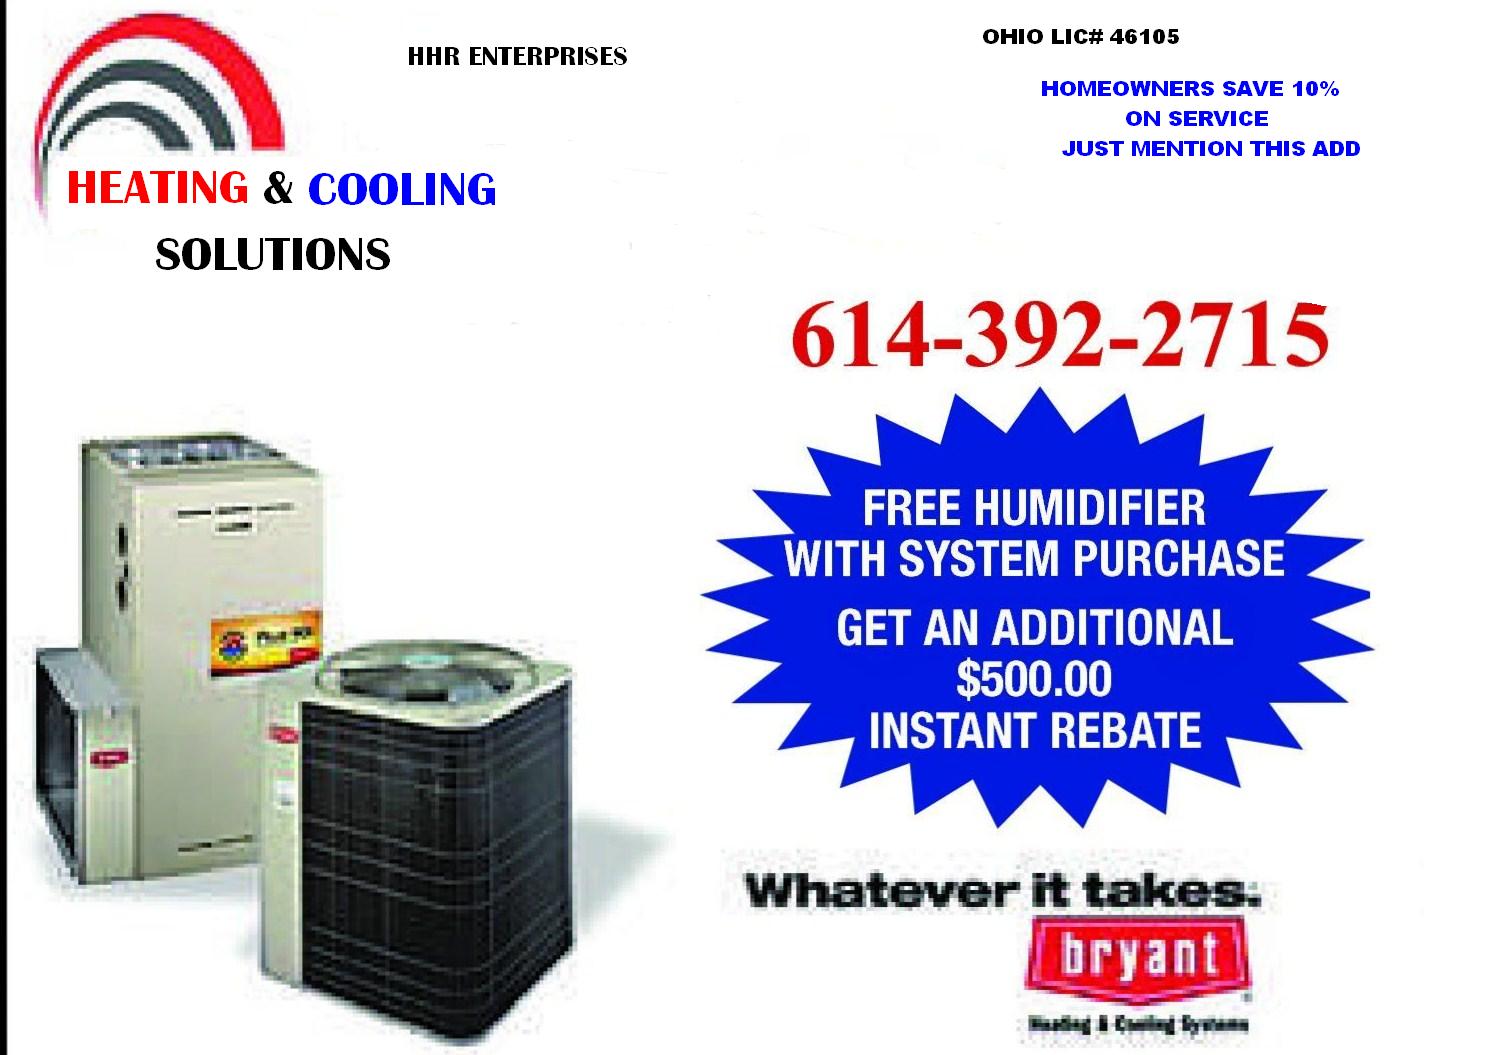 HHR ENTERPRISES
OHIO LIC# 46105
HOMEOWNERS SAVE 10%
ON SERVICE
JUST MENTION THIS ADD
HEATING & COOLING
SOLUTIONS
614-392-2715
FREE HUMIDIFIER
WITH SYSTEM PURCHASE
GET AN ADDITIONAL
$500.00
INSTANT REBATE
Whatever it takes.
bryant
Heating & Cooling Systems